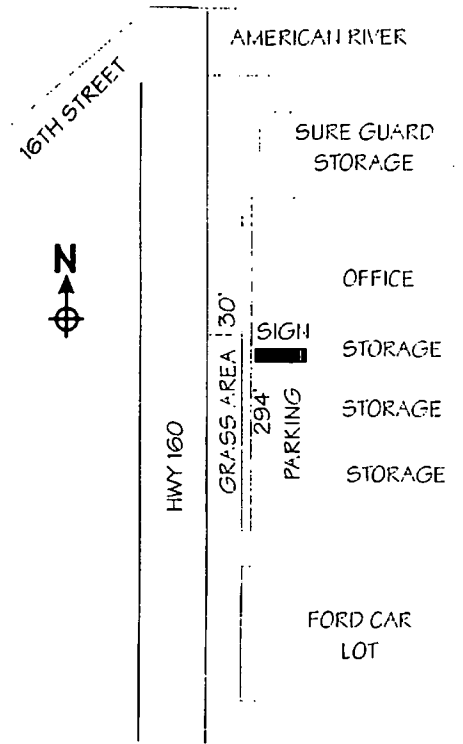 AMERICAN RIVER
16TH STREET
SURE GUARD
STORAGE
N
OFFICE
30'
SIGN
STORAGE
GRASS AREA
294'
PARKING
STORAGE
HWY 160
STORAGE
FORD CAR
LOT